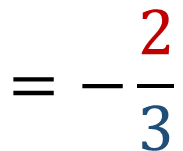 = −2/3